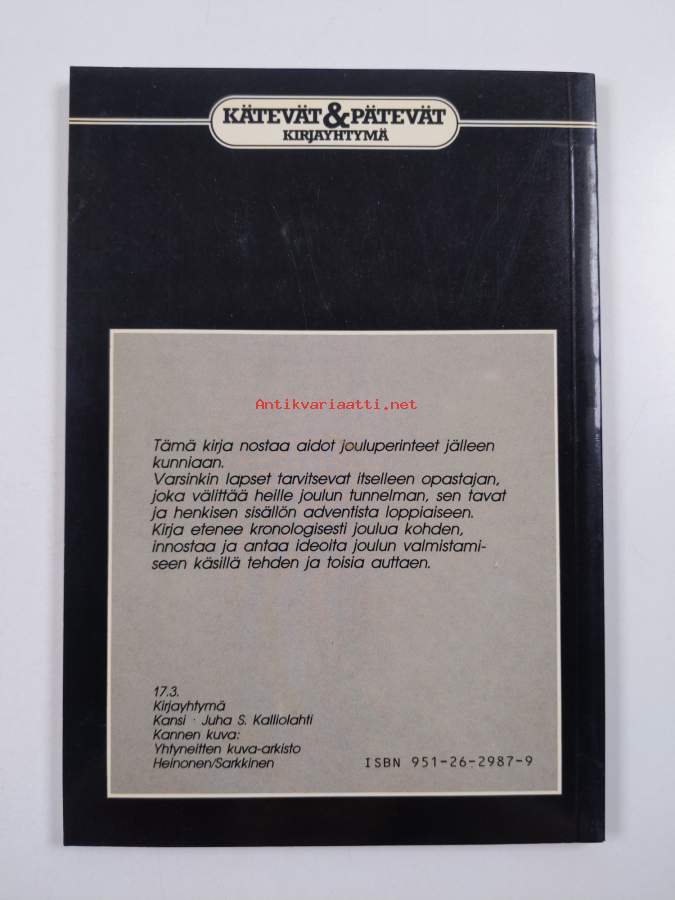 KÄTEVÄT&PÄTEVÄT
KIRJAYHTYMÄ
Antikvariaatti.net
Tämä kirja nostaa aidot jouluperinteet jälleen
kunniaan.
Varsinkin lapset tarvitsevat itselleen opastajan,
joka välittää heille joulun tunnelman, sen tavat
ja henkisen sisällön adventista loppiaiseen.
Kirja etenee kronologisesti joulua kohden,
innostaa ja antaa ideoita joulun valmistami-
seen käsillä tehden ja toisia auttaen.
17.3.
Kirjayhtymä
Kansi · Juha S. Kalliolahti
Kannen kuva:
Yhtyneitten kuva-arkisto
Heinonen/Sarkkinen
ISBN 951-26-2987-9